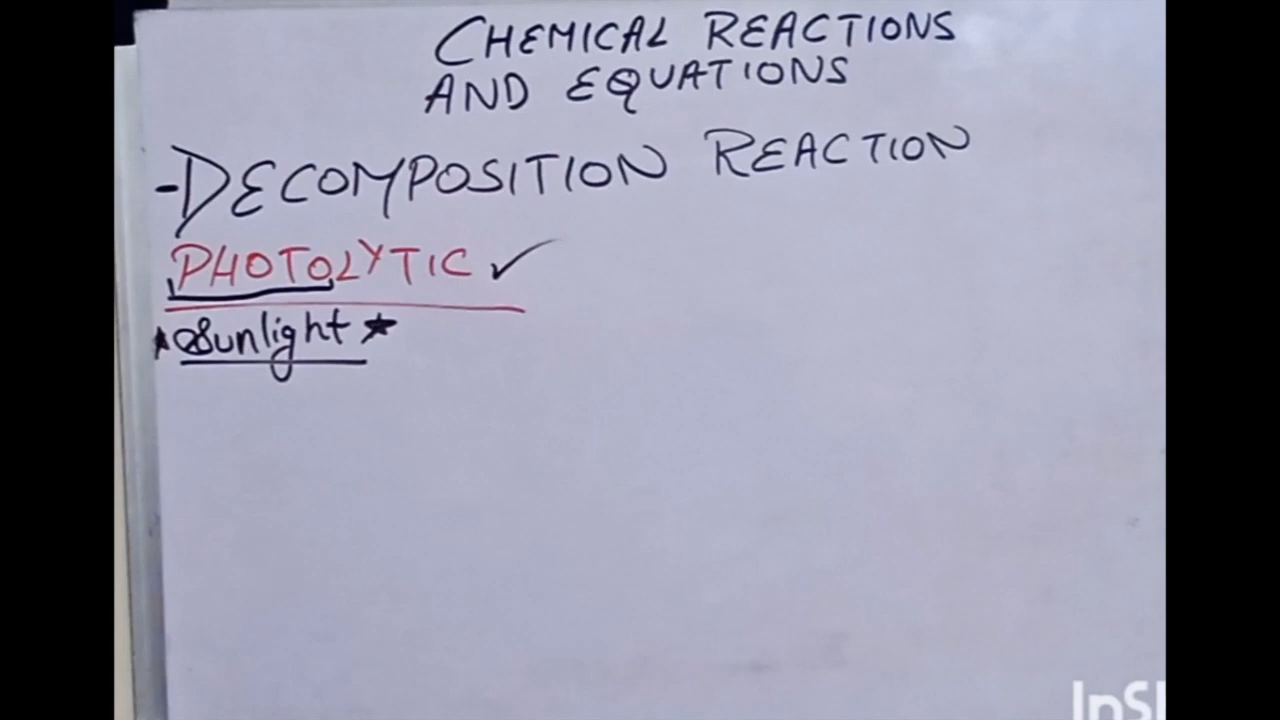 CHEMICAL REACTIONS
AND EQUATIONS
-DECOMPOSITION REACTION
PHOTOLYTIC ✓
★ Sunlight ★